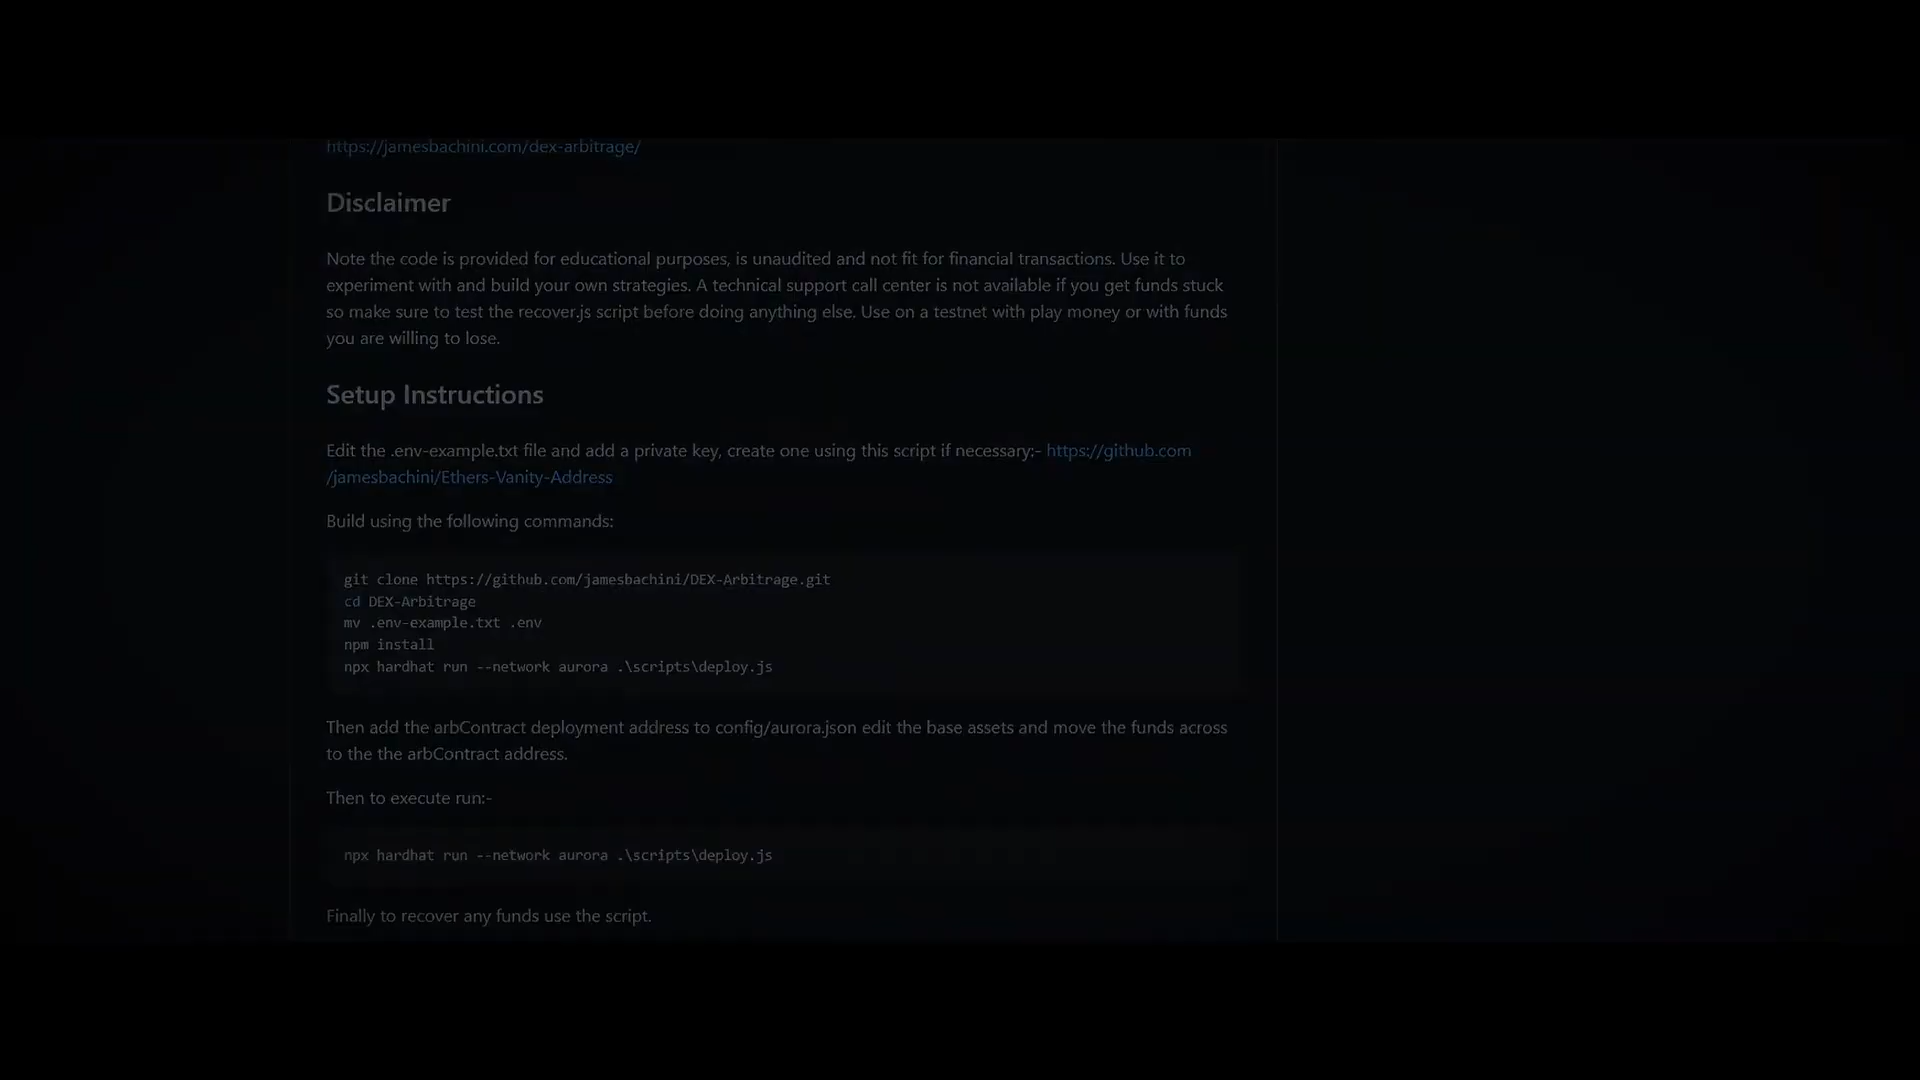 https://jamesbachini.com/dex-arbitrage/
Disclaimer
Note the code is provided for educational purposes, is unaudited and not fit for financial transactions. Use it to
experiment with and build your own strategies. A technical support call center is not available if you get funds stuck
so make sure to test the recover.js script before doing anything else. Use on a testnet with play money or with funds
you are willing to lose.
Setup Instructions
Edit the .env-example.txt file and add a private key, create one using this script if necessary:- https://github.com
/jamesbachini/Ethers-Vanity-Address
Build using the following commands:
git clone https://github.com/jamesbachini/DEX-Arbitrage.git
cd DEX-Arbitrage
mv .env-example.txt .env
npm install
npx hardhat run --network aurora .\scripts\deploy.js
Then add the arbContract deployment address to config/aurora.json edit the base assets and move the funds across
to the the arbContract address.
Then to execute run:-
npx hardhat run --network aurora .\scripts\deploy.js
Finally to recover any funds use the script.